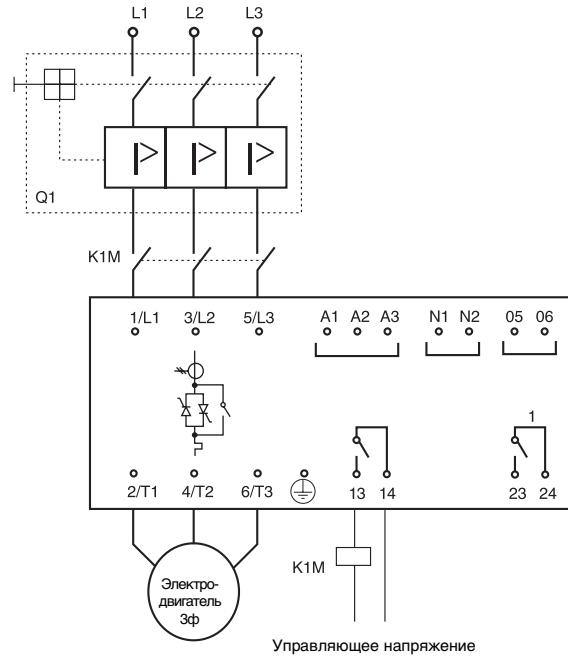 L1 L2 L3
Q1
K1M
1/L1 3/L2 5/L3 A1 A2 A3 N1 N2 05 06
1
2/T1 4/T2 6/T3 13 14 23 24
K1M
Электро-
двигатель
3ф
Управляющее напряжение